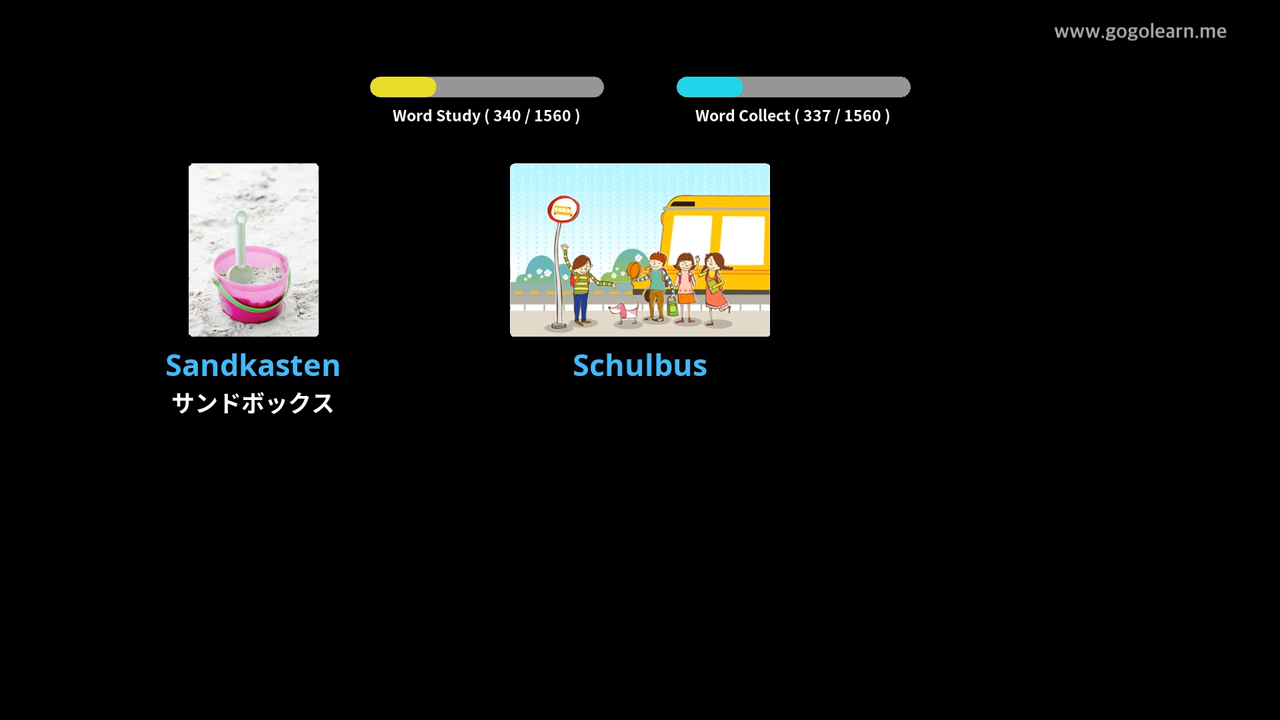 www.gogolearn.me
Word Study ( 340 / 1560 )
Word Collect ( 337 / 1560 )
Sandkasten
サンドボックス
Schulbus